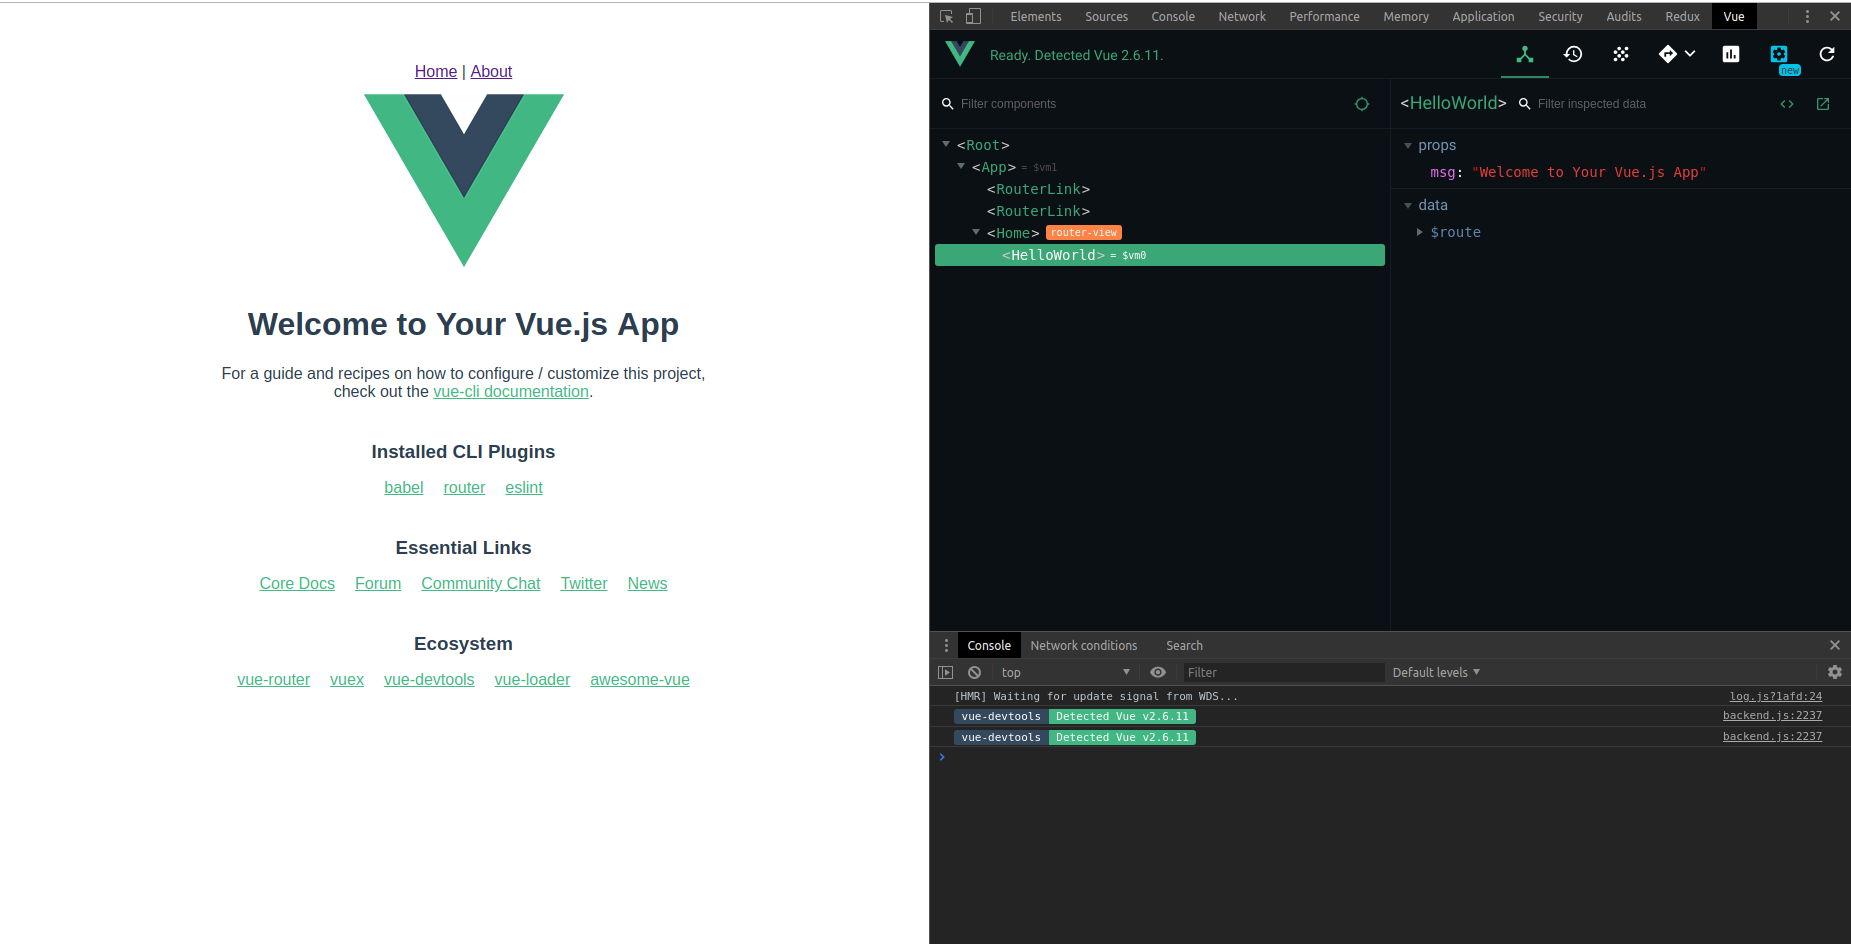 Home | About
Welcome to Your Vue.js App
For a guide and recipes on how to configure / customize this project,
check out the vue-cli documentation.
Installed CLI Plugins
babel router eslint
Essential Links
Core Docs Forum Community Chat Twitter News
Ecosystem
vue-router vuex vue-devtools vue-loader awesome-vue
Elements Sources Console Network Performance Memory Application Security Audits Redux Vue
Ready. Detected Vue 2.6.11.
new
Filter components
<Root>
<App> = $vm1
<RouterLink>
<RouterLink>
<Home> router-view
<HelloWorld> = $vm0
<HelloWorld> Filter inspected data
props
msg: "Welcome to Your Vue.js App"
data
$route
Console Network conditions Search
top Filter Default levels
[HMR] Waiting for update signal from WDS... log.js?1afd:24
vue-devtools Detected Vue v2.6.11 backend.js:2237
vue-devtools Detected Vue v2.6.11 backend.js:2237